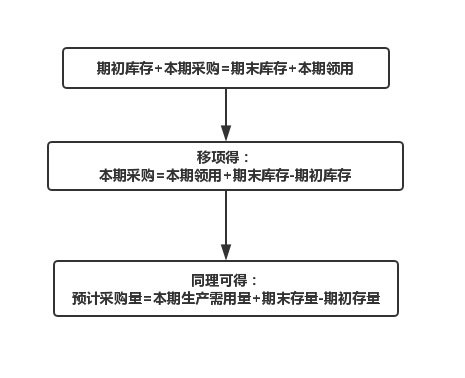 期初库存+本期采购=期末库存+本期领用
移项得：
本期采购=本期领用+期末库存-期初库存
同理可得：
预计采购量=本期生产需用量+期末存量-期初存量